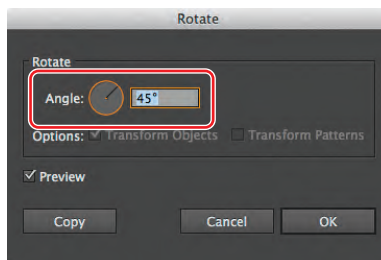 Rotate
Rotate
Angle: 45°
Options: Transform Objects Transform Patterns
Preview
Copy Cancel OK